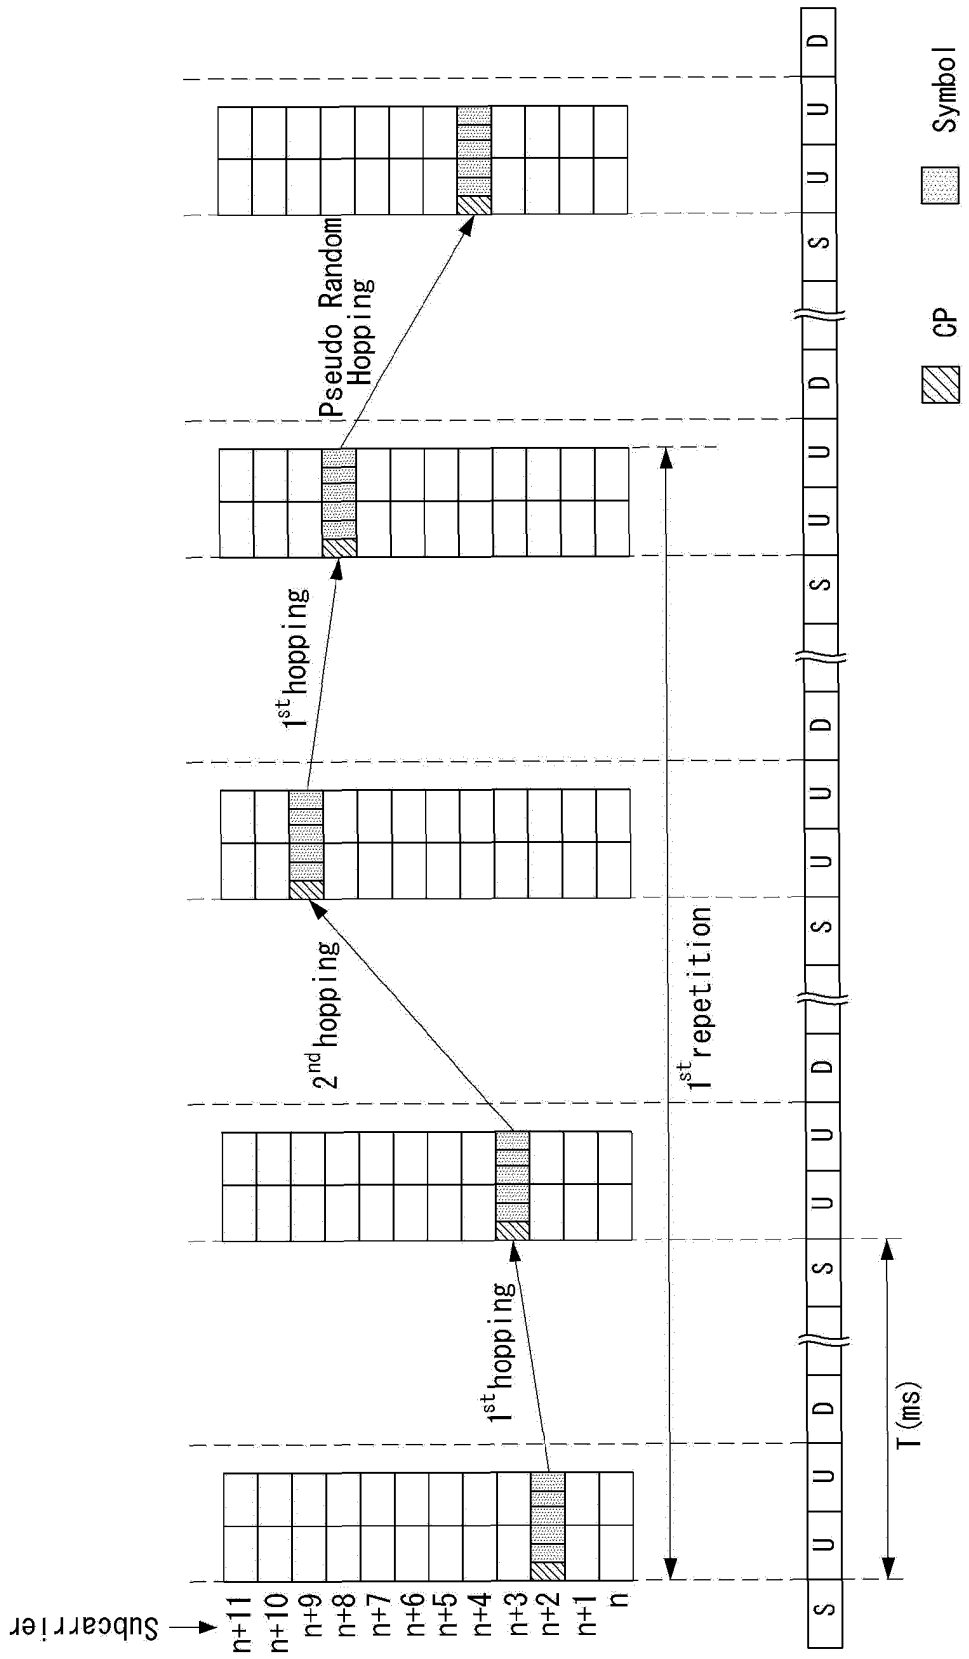 Subcarrier
n+11
n+10
n+9
n+8
n+7
n+6
n+5
n+4
n+3
n+2
n+1
n
1st hopping
2nd hopping
1st hopping
Pseudo Random
Hopping
1st repetition
S U U D S U U D S U U D S U U D S U U D
T (ms)
CP
Symbol